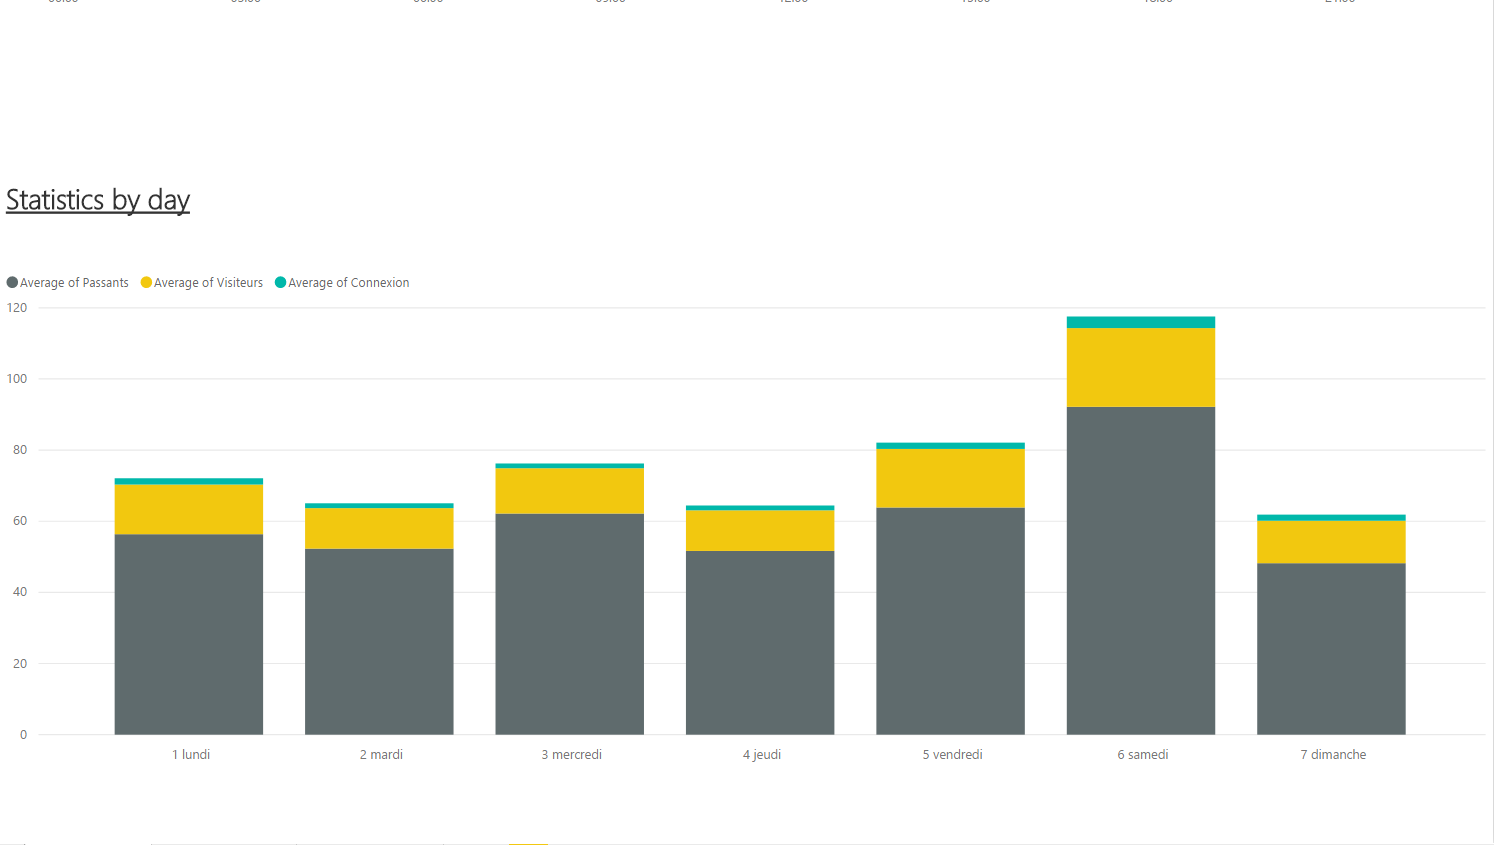 Statistics by day
Average of Passants Average of Visiteurs Average of Connexion
120
100
80
60
40
20
0
1 lundi 2 mardi 3 mercredi 4 jeudi 5 vendredi 6 samedi 7 dimanche